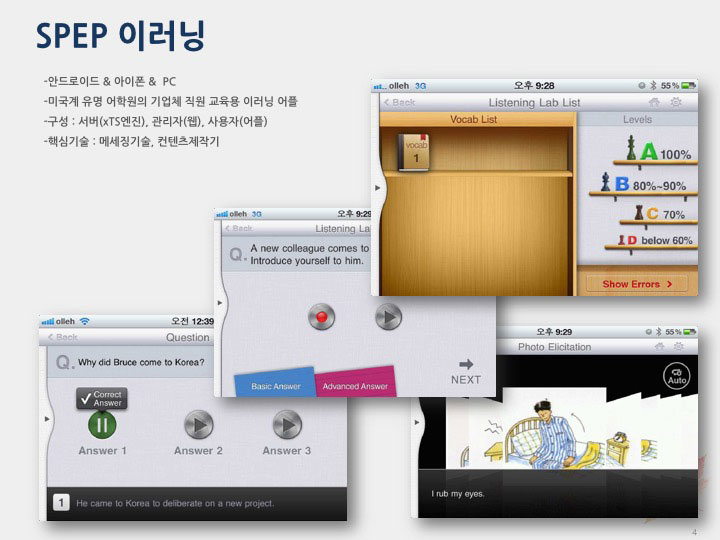 SPEP 이러닝
-안드로이드 & 아이폰 & PC
-미국계 유명 어학원의 기업체 직원 교육용 이러닝 어플
-구성 : 서버(xTS엔진), 관리자(웹), 사용자(어플)
-핵심기술 : 메세징기술, 컨텐츠제작기
olleh 3G 오후 9:28 55%
Back Listening Lab List
Vocab List Levels
vocab
1
A 100%
B 80%~90%
C 70%
D below 60%
Show Errors
olleh 3G 오후 9:29
Back Listening La
Q. A new colleague comes to
Introduce yourself to him.
NEXT
Basic Answer Advanced Answer
olleh 오전 12:39
Back Question
Q. Why did Bruce come to Korea?
Correct
Answer
Answer 1 Answer 2 Answer 3
1 He came to Korea to deliberate on a new project.
오후 9:29 55%
Photo Elicitation
Auto
I rub my eyes.
4